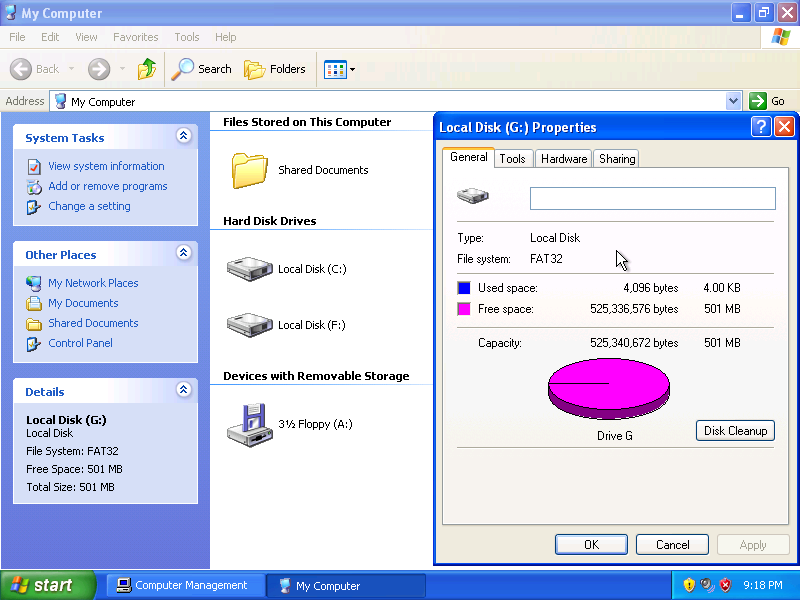 My Computer
File Edit View Favorites Tools Help
Back Search Folders
Address My Computer Go
System Tasks
View system information
Add or remove programs
Change a setting
Other Places
My Network Places
My Documents
Shared Documents
Control Panel
Details
Local Disk (G:)
Local Disk
File System: FAT32
Free Space: 501 MB
Total Size: 501 MB
Files Stored on This Computer
Shared Documents
Hard Disk Drives
Local Disk (C:)
Local Disk (F:)
Devices with Removable Storage
3½ Floppy (A:)
Local Disk (G:) Properties
General Tools Hardware Sharing
Type: Local Disk
File system: FAT32
Used space: 4,096 bytes 4.00 KB
Free space: 525,336,576 bytes 501 MB
Capacity: 525,340,672 bytes 501 MB
Drive G
Disk Cleanup
OK Cancel Apply
start Computer Management My Computer 9:18 PM